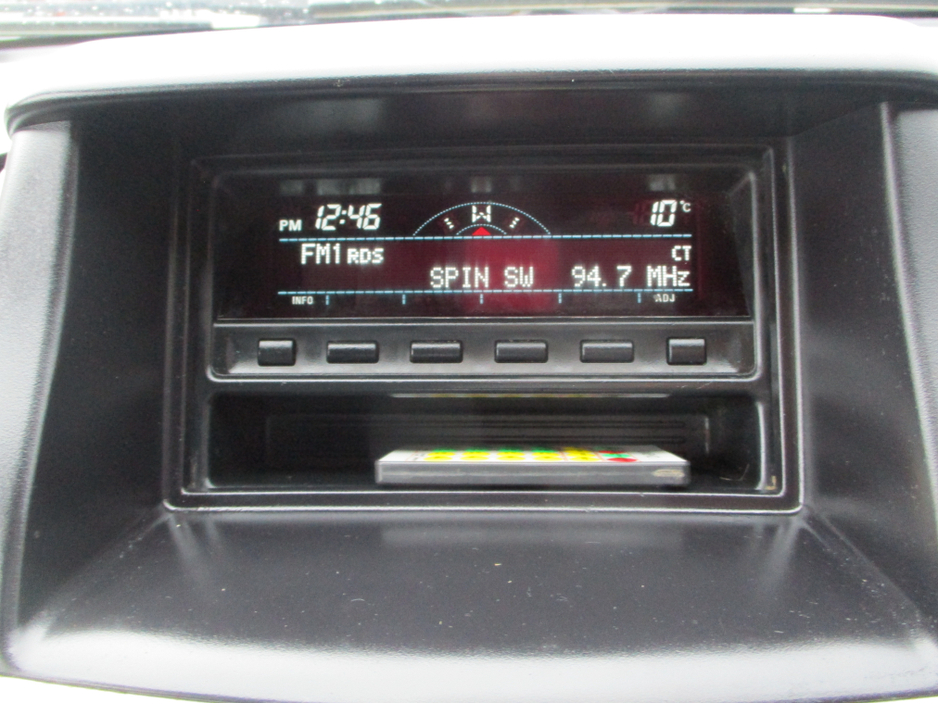 PM 12:46 W 10°C
FM1 RDS CT
SPIN SW 94.7 MHz
INFO ADJ